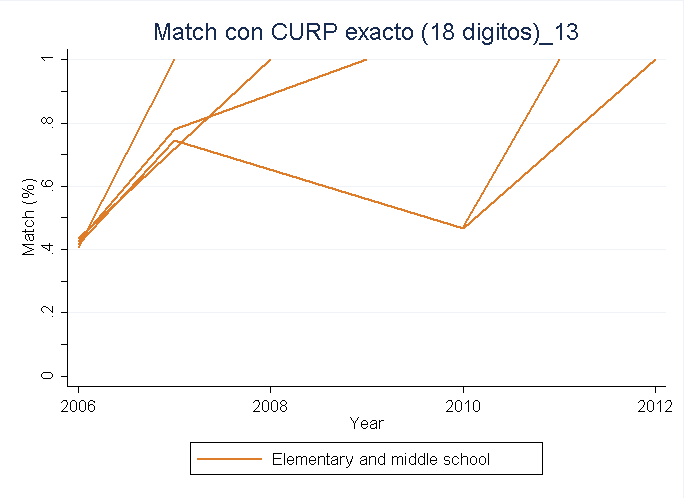 Match con CURP exacto (18 digitos)_13
1
.8
.6
.4
.2
0
Match (%)
2006 2008 2010 2012
Year
Elementary and middle school